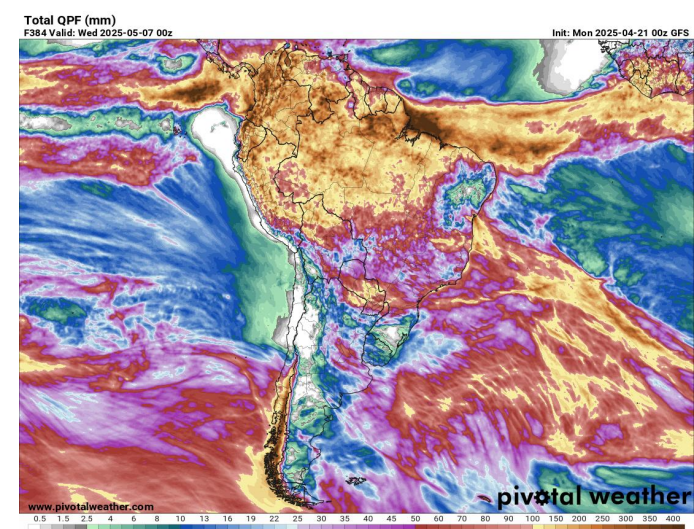 Total QPF (mm)
F384 Valid: Wed 2025-05-07 00z Init: Mon 2025-04-21 00z GFS
pivotal weather
www.pivotalweather.com
0.5 1.5 2.5 4 6 8 10 13 16 19 22 25 30 35 40 45 50 60 70 80 90 100 150 200 250 300 350 400